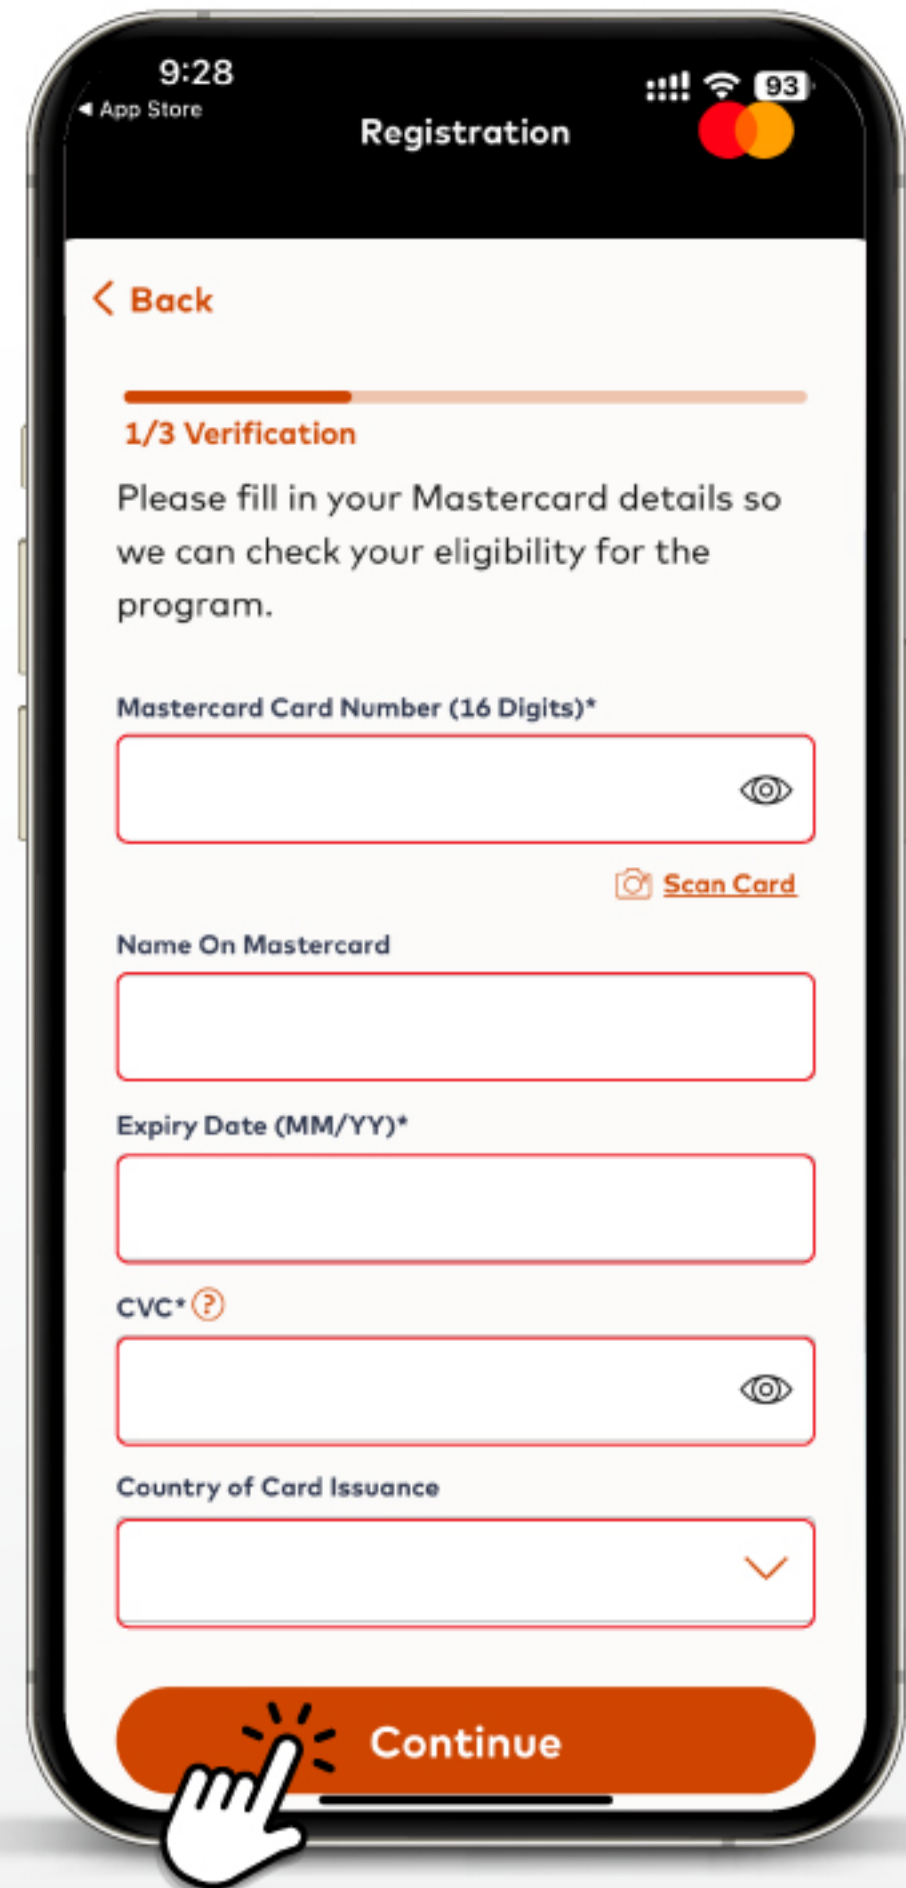 9:28
93
◀ App Store
Registration
Back
1/3 Verification
Please fill in your Mastercard details so
we can check your eligibility for the
program.
Mastercard Card Number (16 Digits)*
Scan Card
Name On Mastercard
Expiry Date (MM/YY)*
CVC* ?
Country of Card Issuance
Continue